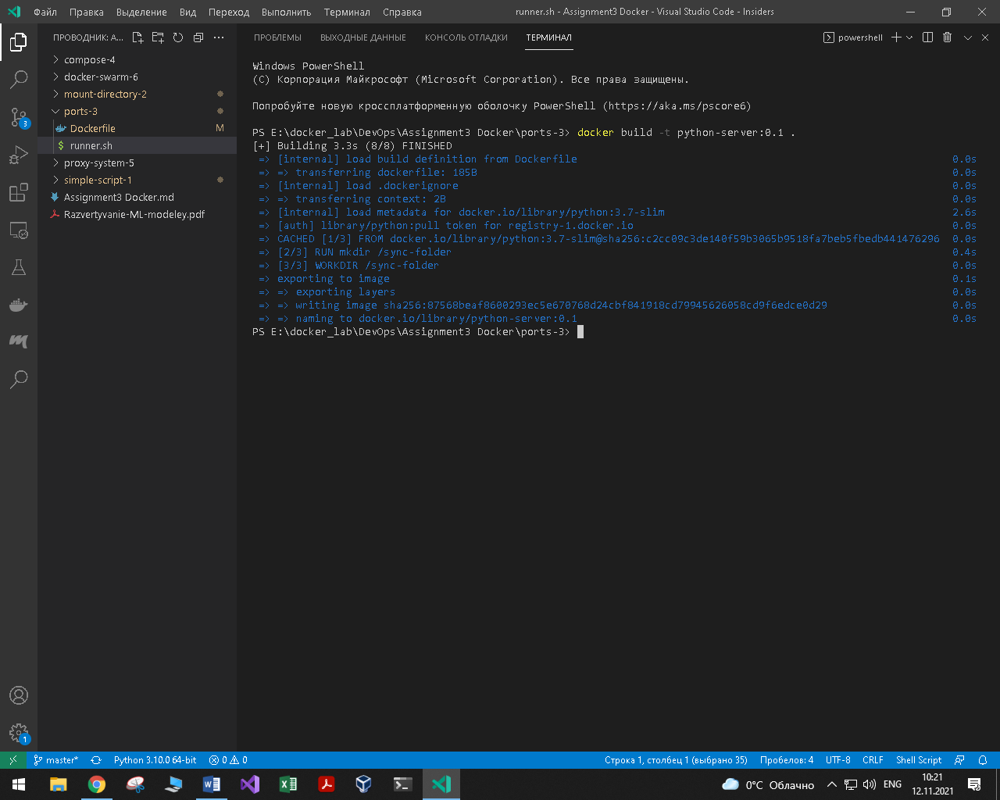 Файл Правка Выделение Вид Переход Выполнить Терминал Справка
runner.sh - Assignment3 Docker - Visual Studio Code - Insiders
ПРОВОДНИК: А...
compose-4
docker-swarm-6
mount-directory-2
ports-3
Dockerfile M
$ runner.sh
proxy-system-5
simple-script-1
Assignment3 Docker.md
Razvertyvanie-ML-modeley.pdf
3
1
ПРОБЛЕМЫ ВЫХОДНЫЕ ДАННЫЕ КОНСОЛЬ ОТЛАДКИ ТЕРМИНАЛ
powershell
Windows PowerShell
(C) Корпорация Майкрософт (Microsoft Corporation). Все права защищены.
Попробуйте новую кроссплатформенную оболочку PowerShell (https://aka.ms/pscore6)
PS E:\docker_lab\DevOps\Assignment3 Docker\ports-3> docker build -t python-server:0.1 .
[+] Building 3.3s (8/8) FINISHED
=> [internal] load build definition from Dockerfile 0.0s
=> => transferring dockerfile: 185B 0.0s
=> [internal] load .dockerignore 0.0s
=> => transferring context: 2B 0.0s
=> [internal] load metadata for docker.io/library/python:3.7-slim 2.6s
=> [auth] library/python:pull token for registry-1.docker.io 0.0s
=> CACHED [1/3] FROM docker.io/library/python:3.7-slim@sha256:c2cc09c3de140f59b3065b9518fa7beb5fbedb441476296 0.0s
=> [2/3] RUN mkdir /sync-folder 0.4s
=> [3/3] WORKDIR /sync-folder 0.0s
=> exporting to image 0.1s
=> => exporting layers 0.0s
=> => writing image sha256:87568beaf8600293ec5e670768d24cbf841918cd79945626058cd9f6edce0d29 0.0s
=> => naming to docker.io/library/python-server:0.1 0.0s
PS E:\docker_lab\DevOps\Assignment3 Docker\ports-3>
master* Python 3.10.0 64-bit 0 0
Строка 1, столбец 1 (выбрано 35) Пробелов: 4 UTF-8 CRLF Shell Script
0°C Облачно ENG
10:21
12.11.2021